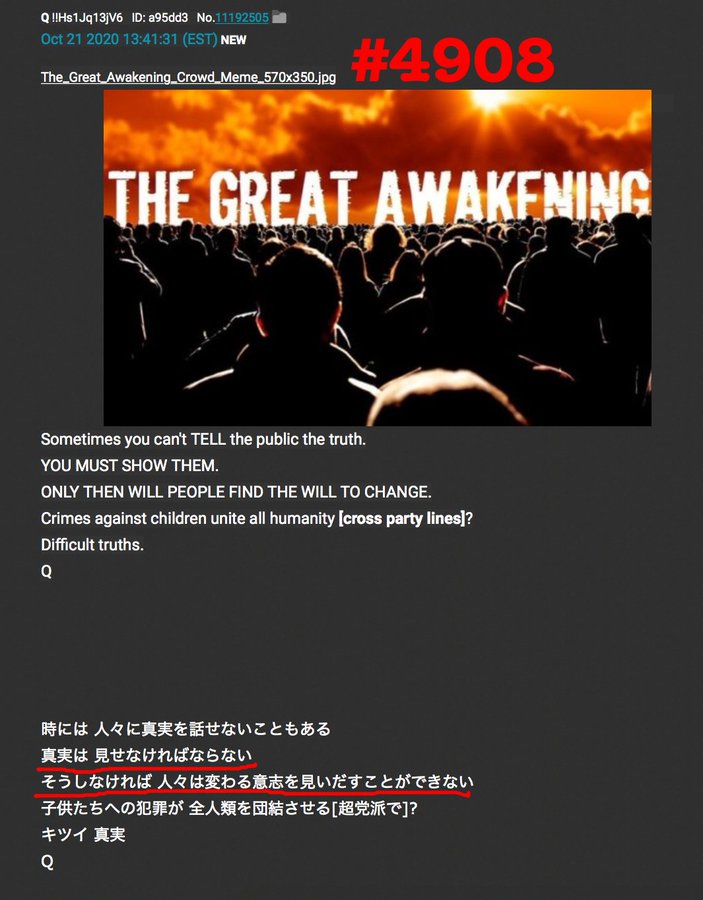 Q !!Hs1Jq13jV6 ID: a95dd3 No.11192505
Oct 21 2020 13:41:31 (EST) NEW
#4908
The_Great_Awakening_Crowd_Meme_570x350.jpg
THE GREAT AWAKENING
Sometimes you can't TELL the public the truth.
YOU MUST SHOW THEM.
ONLY THEN WILL PEOPLE FIND THE WILL TO CHANGE.
Crimes against children unite all humanity [cross party lines]?
Difficult truths.
Q
時には 人々に真実を話せないこともある
真実は 見せなければならない
そうしなければ 人々は変わる意志を見いだすことができない
子供たちへの犯罪が 全人類を団結させる[超党派で]?
キツイ 真実
Q